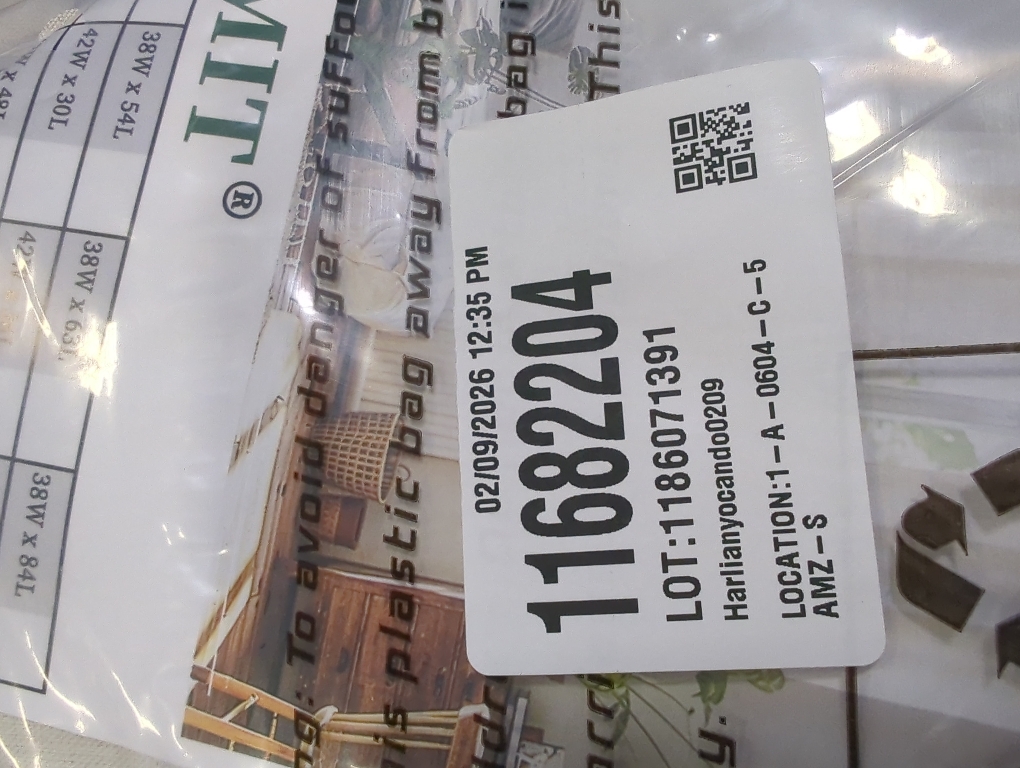 02/09/2026 12:35 PM
11682204
LOT:1186071391
Harlianyocando0209
LOCATION:1-A-0604-C-5
AMZ-S
MIT®
38W x 54L
38W x 63L
38W x 84L
42W x 30L
To avoid danger of
plastic bag away from
bag
This